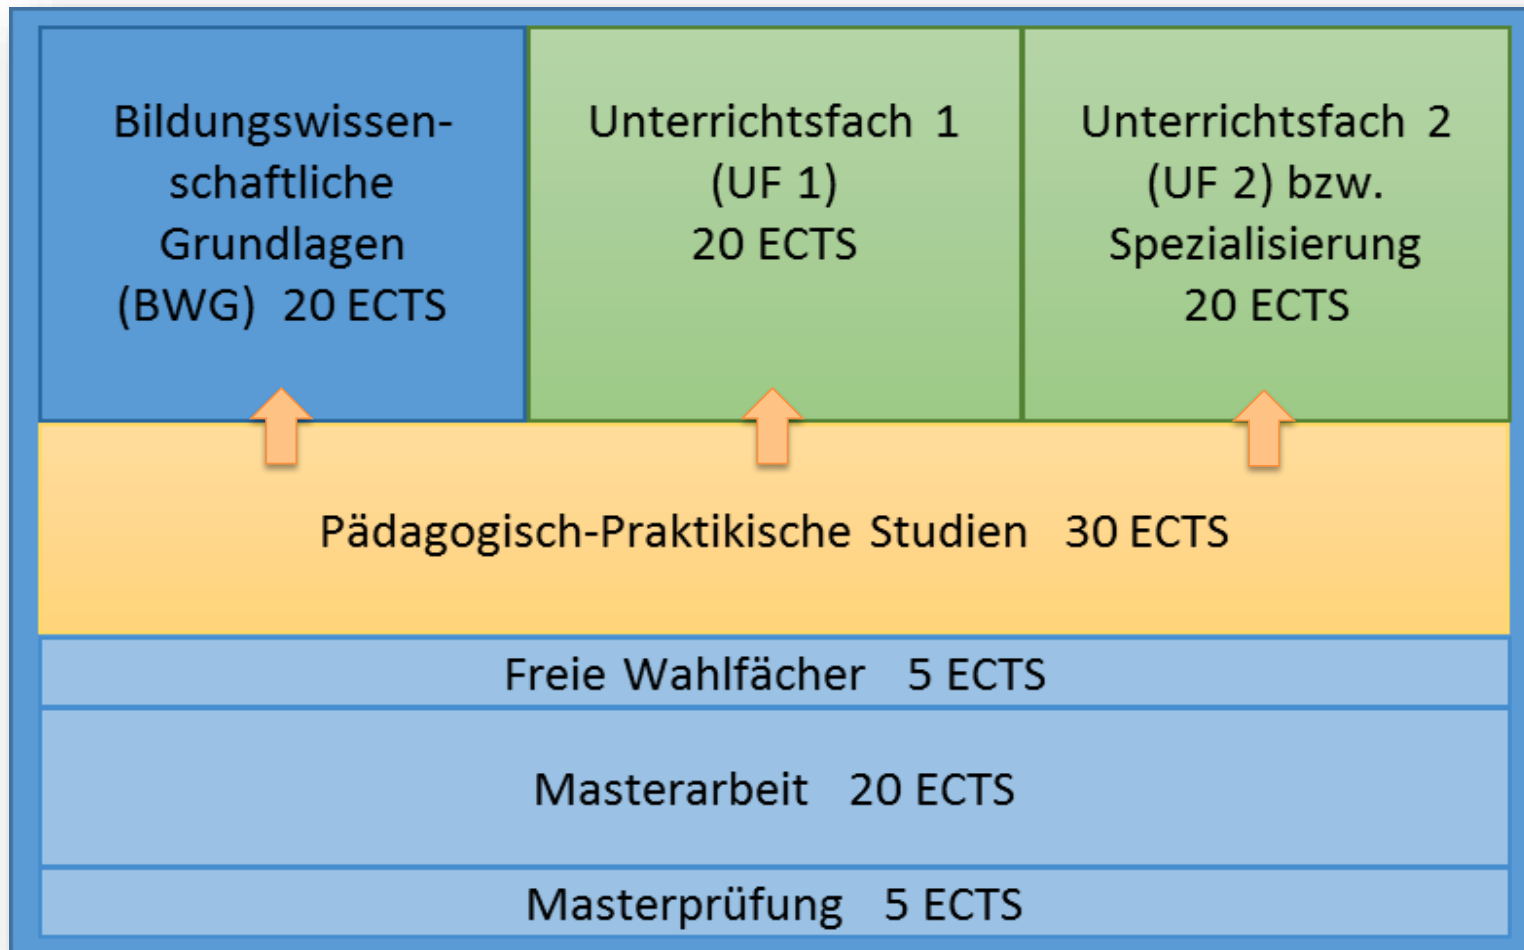 Bildungswissen-
schaftliche
Grundlagen
(BWG) 20 ECTS
Unterrichtsfach 1
(UF 1)
20 ECTS
Unterrichtsfach 2
(UF 2) bzw.
Spezialisierung
20 ECTS
Pädagogisch-Praktikische Studien 30 ECTS
Freie Wahlfächer 5 ECTS
Masterarbeit 20 ECTS
Masterprüfung 5 ECTS